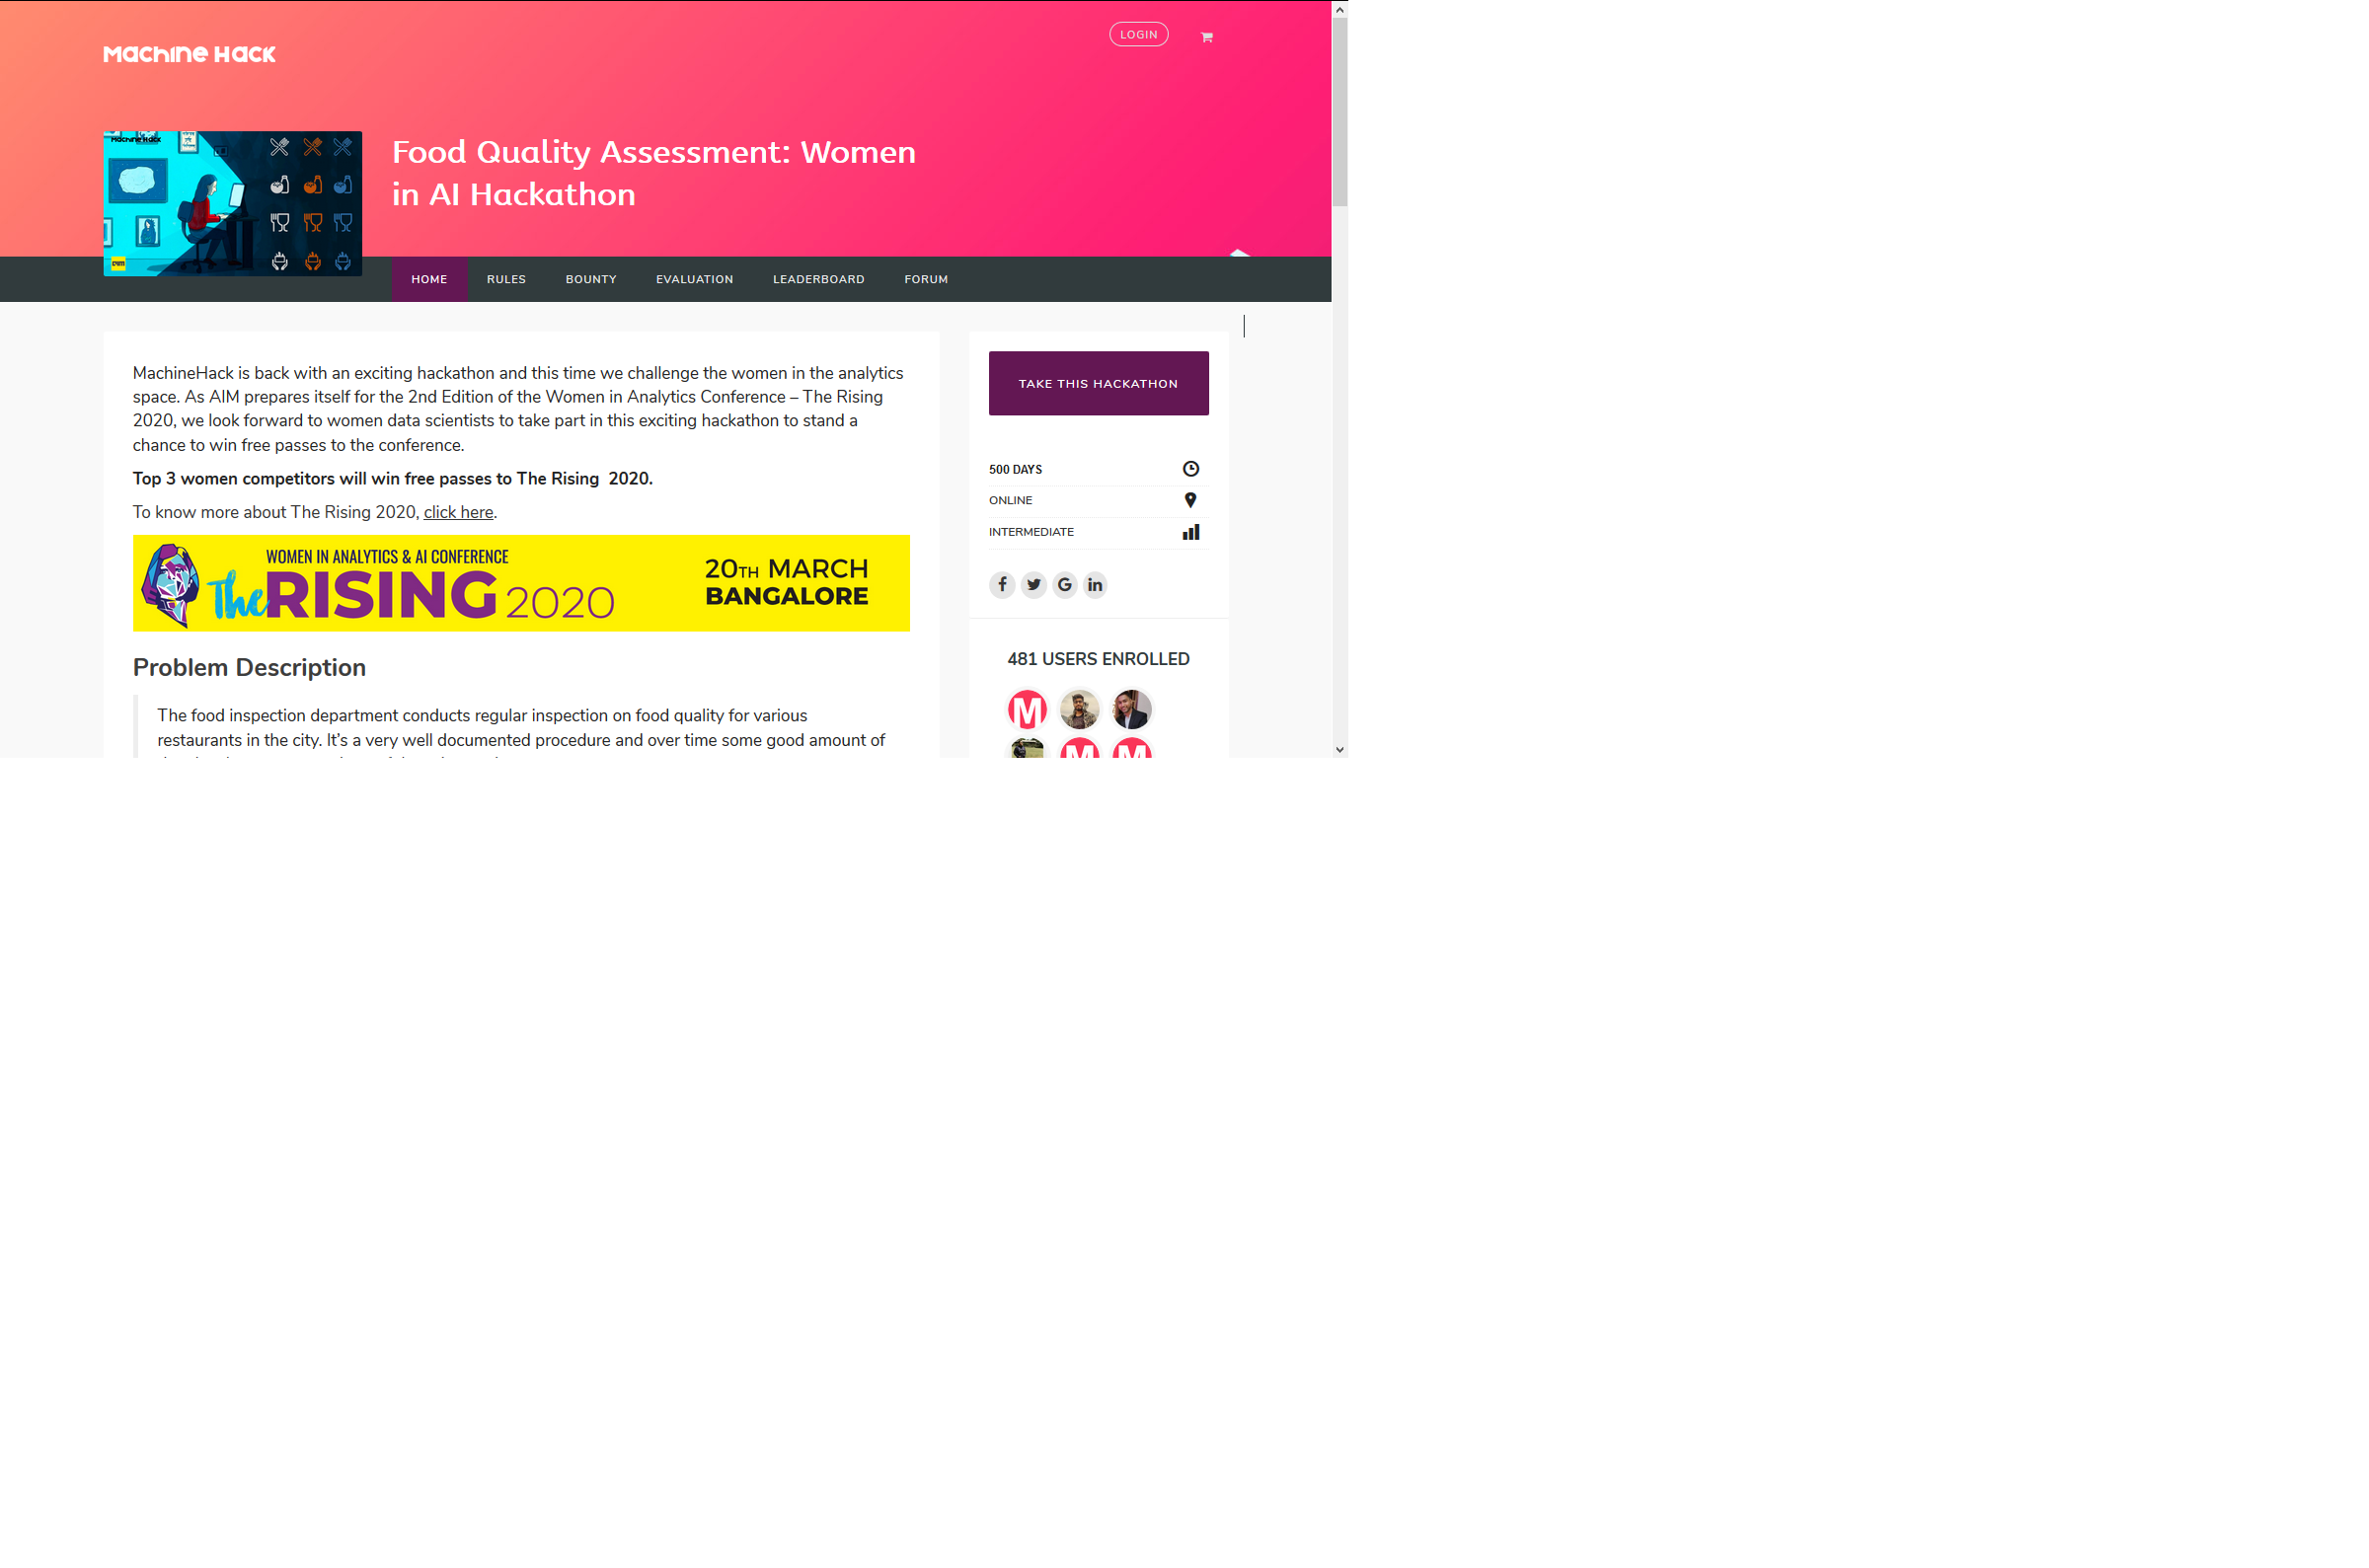 Machine Hack
LOGIN
Machine Hack
Food Quality Assessment: Women
in AI Hackathon
HOME RULES BOUNTY EVALUATION LEADERBOARD FORUM
MachineHack is back with an exciting hackathon and this time we challenge the women in the analytics
space. As AIM prepares itself for the 2nd Edition of the Women in Analytics Conference – The Rising
2020, we look forward to women data scientists to take part in this exciting hackathon to stand a
chance to win free passes to the conference.
Top 3 women competitors will win free passes to The Rising 2020.
To know more about The Rising 2020, click here.
WOMEN IN ANALYTICS & AI CONFERENCE
The RISING 2020
20TH MARCH
BANGALORE
Problem Description
The food inspection department conducts regular inspection on food quality for various
restaurants in the city. It’s a very well documented procedure and over time some good amount of
TAKE THIS HACKATHON
500 DAYS
ONLINE
INTERMEDIATE
481 USERS ENROLLED
M
M M